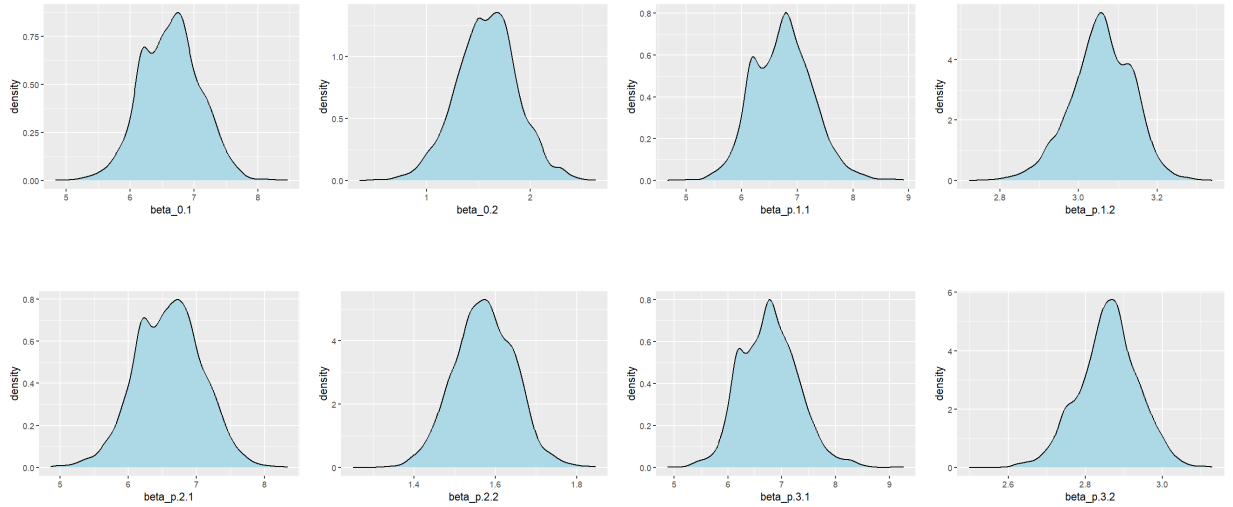 density
0.75
0.50
0.25
0.00
5 6 7 8
beta_0.1
density
1.0
0.5
0.0
1 2
beta_0.2
density
0.8
0.6
0.4
0.2
0.0
5 6 7 8 9
beta_p.1.1
density
4
2
0
2.8 3.0 3.2
beta_p.1.2
density
0.8
0.6
0.4
0.2
0.0
5 6 7 8
beta_p.2.1
density
4
2
0
1.4 1.6 1.8
beta_p.2.2
density
0.8
0.6
0.4
0.2
0.0
5 6 7 8 9
beta_p.3.1
density
6
4
2
0
2.6 2.8 3.0
beta_p.3.2